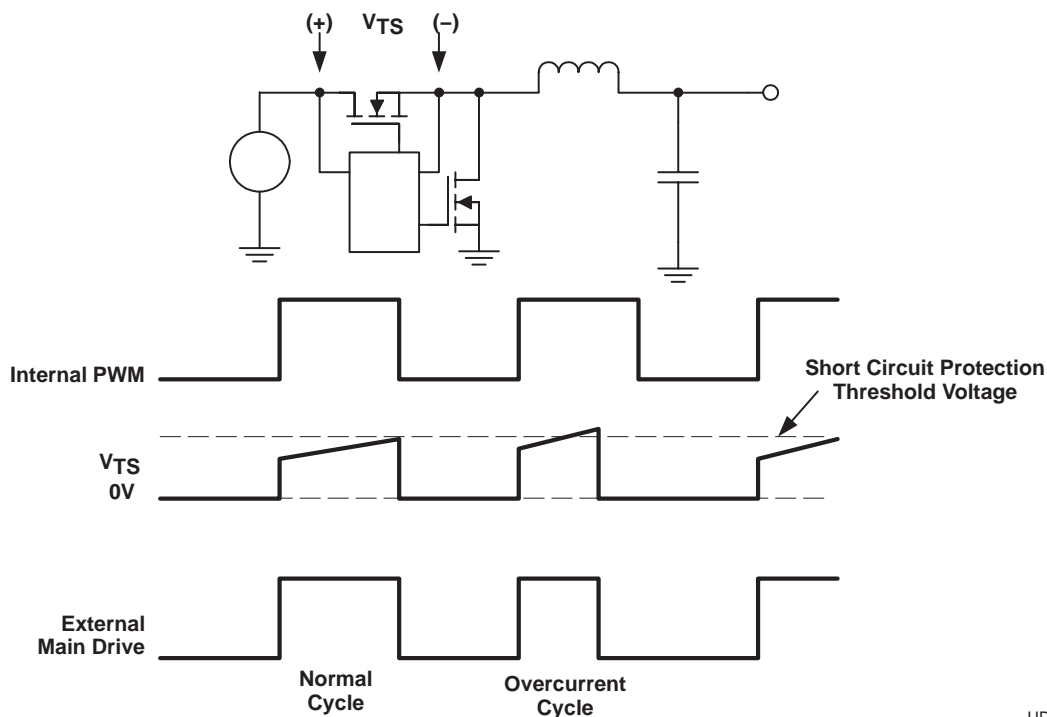 (+) VTS (–)
Internal PWM
Short Circuit Protection
Threshold Voltage
VTS
0V
External
Main Drive
Normal
Cycle
Overcurrent
Cycle